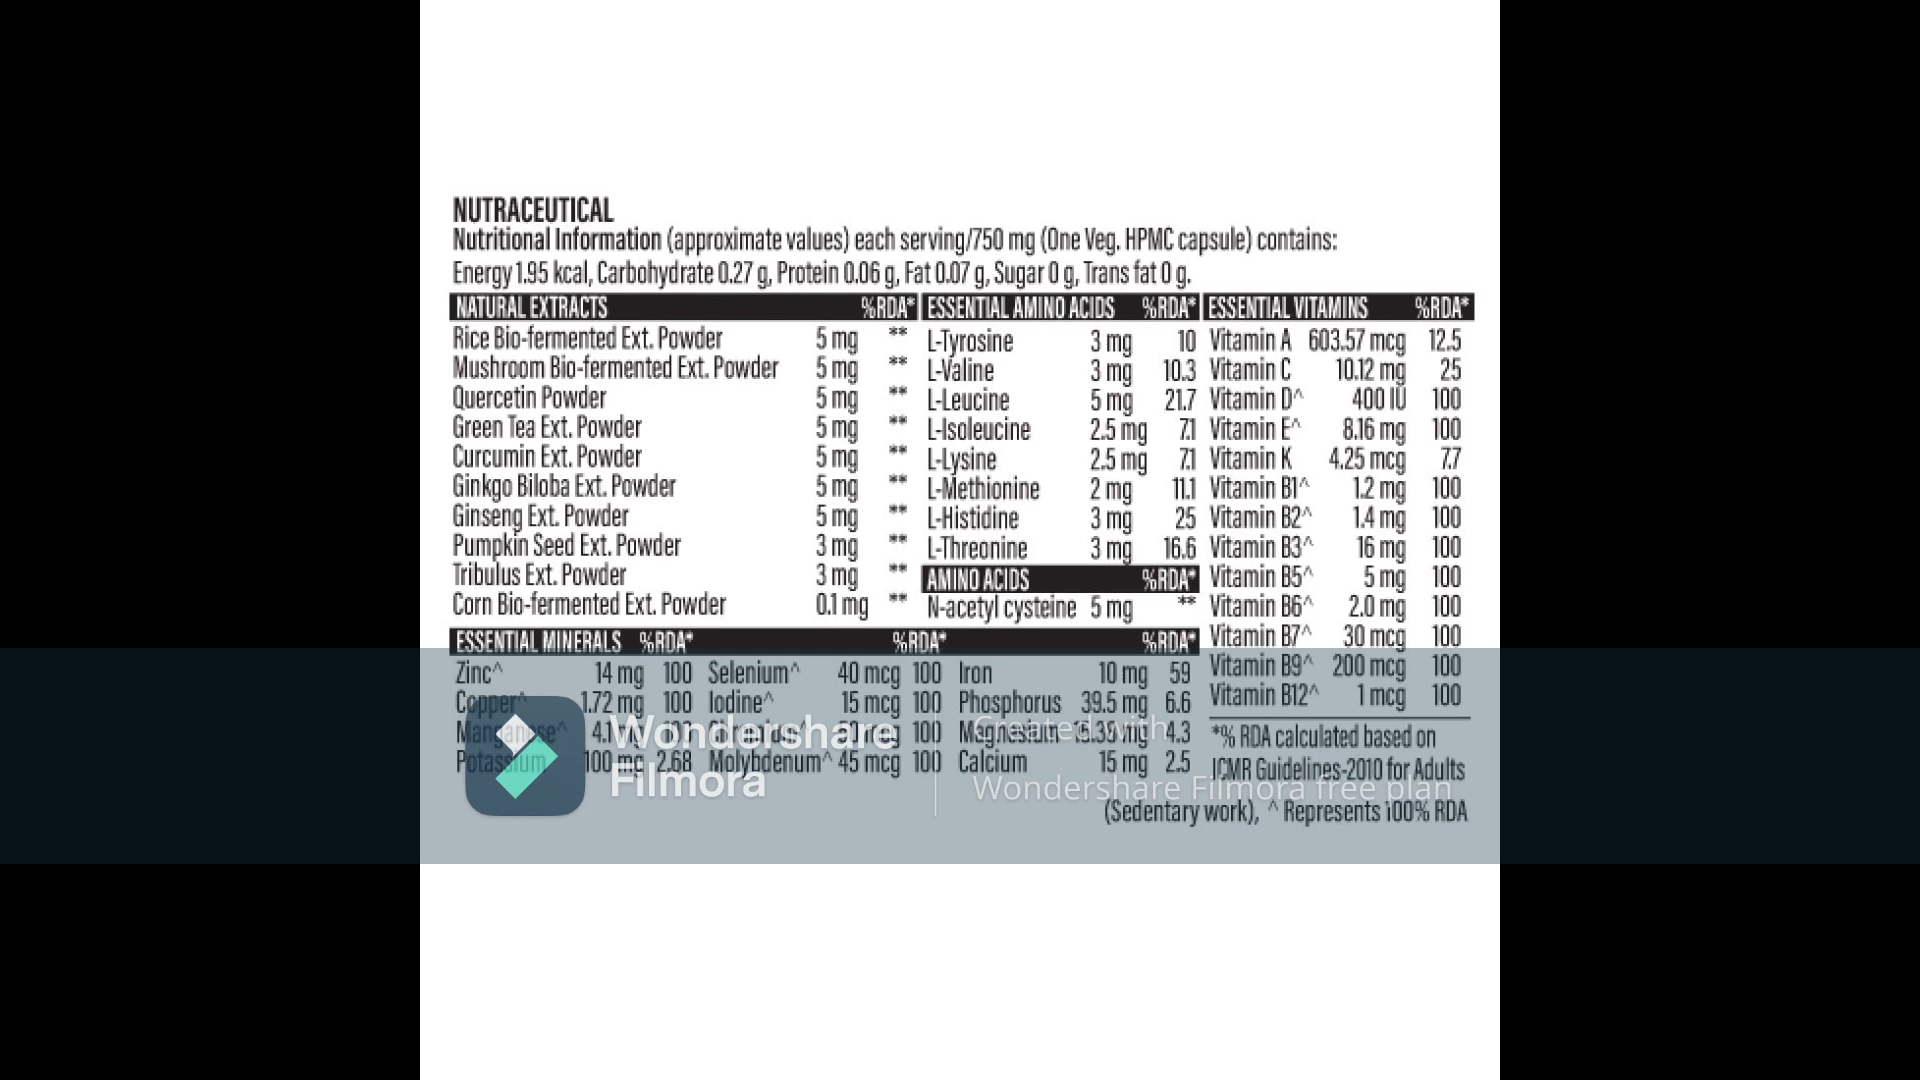 NUTRACEUTICAL
Nutritional Information (approximate values) each serving/750 mg (One Veg. HPMC capsule) contains:
Energy 1.95 kcal, Carbohydrate 0.27 g, Protein 0.06 g, Fat 0.07 g, Sugar 0 g, Trans fat 0 g.
NATURAL EXTRACTS %RDA*
Rice Bio-fermented Ext. Powder 5 mg **
Mushroom Bio-fermented Ext. Powder 5 mg **
Quercetin Powder 5 mg **
Green Tea Ext. Powder 5 mg **
Curcumin Ext. Powder 5 mg **
Ginkgo Biloba Ext. Powder 5 mg **
Ginseng Ext. Powder 5 mg **
Pumpkin Seed Ext. Powder 3 mg **
Tribulus Ext. Powder 3 mg **
Corn Bio-fermented Ext. Powder 0.1 mg **
ESSENTIAL AMINO ACIDS %RDA*
L-Tyrosine 3 mg 10
L-Valine 3 mg 10.3
L-Leucine 5 mg 21.7
L-Isoleucine 2.5 mg 7.1
L-Lysine 2.5 mg 7.1
L-Methionine 2 mg 11.1
L-Histidine 3 mg 25
L-Threonine 3 mg 16.6
AMINO ACIDS %RDA*
N-acetyl cysteine 5 mg **
ESSENTIAL VITAMINS %RDA*
Vitamin A 603.57 mcg 12.5
Vitamin C 10.12 mg 25
Vitamin D^ 400 IU 100
Vitamin E^ 8.16 mg 100
Vitamin K 4.25 mcg 7.7
Vitamin B1^ 1.2 mg 100
Vitamin B2^ 1.4 mg 100
Vitamin B3^ 16 mg 100
Vitamin B5^ 5 mg 100
Vitamin B6^ 2.0 mg 100
Vitamin B7^ 30 mcg 100
Vitamin B9^ 200 mcg 100
Vitamin B12^ 1 mcg 100
ESSENTIAL MINERALS %RDA* %RDA* %RDA*
Zinc^ 14 mg 100 Selenium^ 40 mcg 100 Iron 10 mg 59
Copper^ 1.72 mg 100 Iodine^ 15 mcg 100 Phosphorus 39.5 mg 6.6
Manganese^ 100 Magnesium mg 4.3
Potassium 100 mg 2.68 Molybdenum^ 45 mcg 100 Calcium 15 mg 2.5
*% RDA calculated based on
ICMR Guidelines-2010 for Adults
(Sedentary work), ^ Represents 100% RDA
Wondershare
Filmora
Created with
Wondershare Filmora free plan